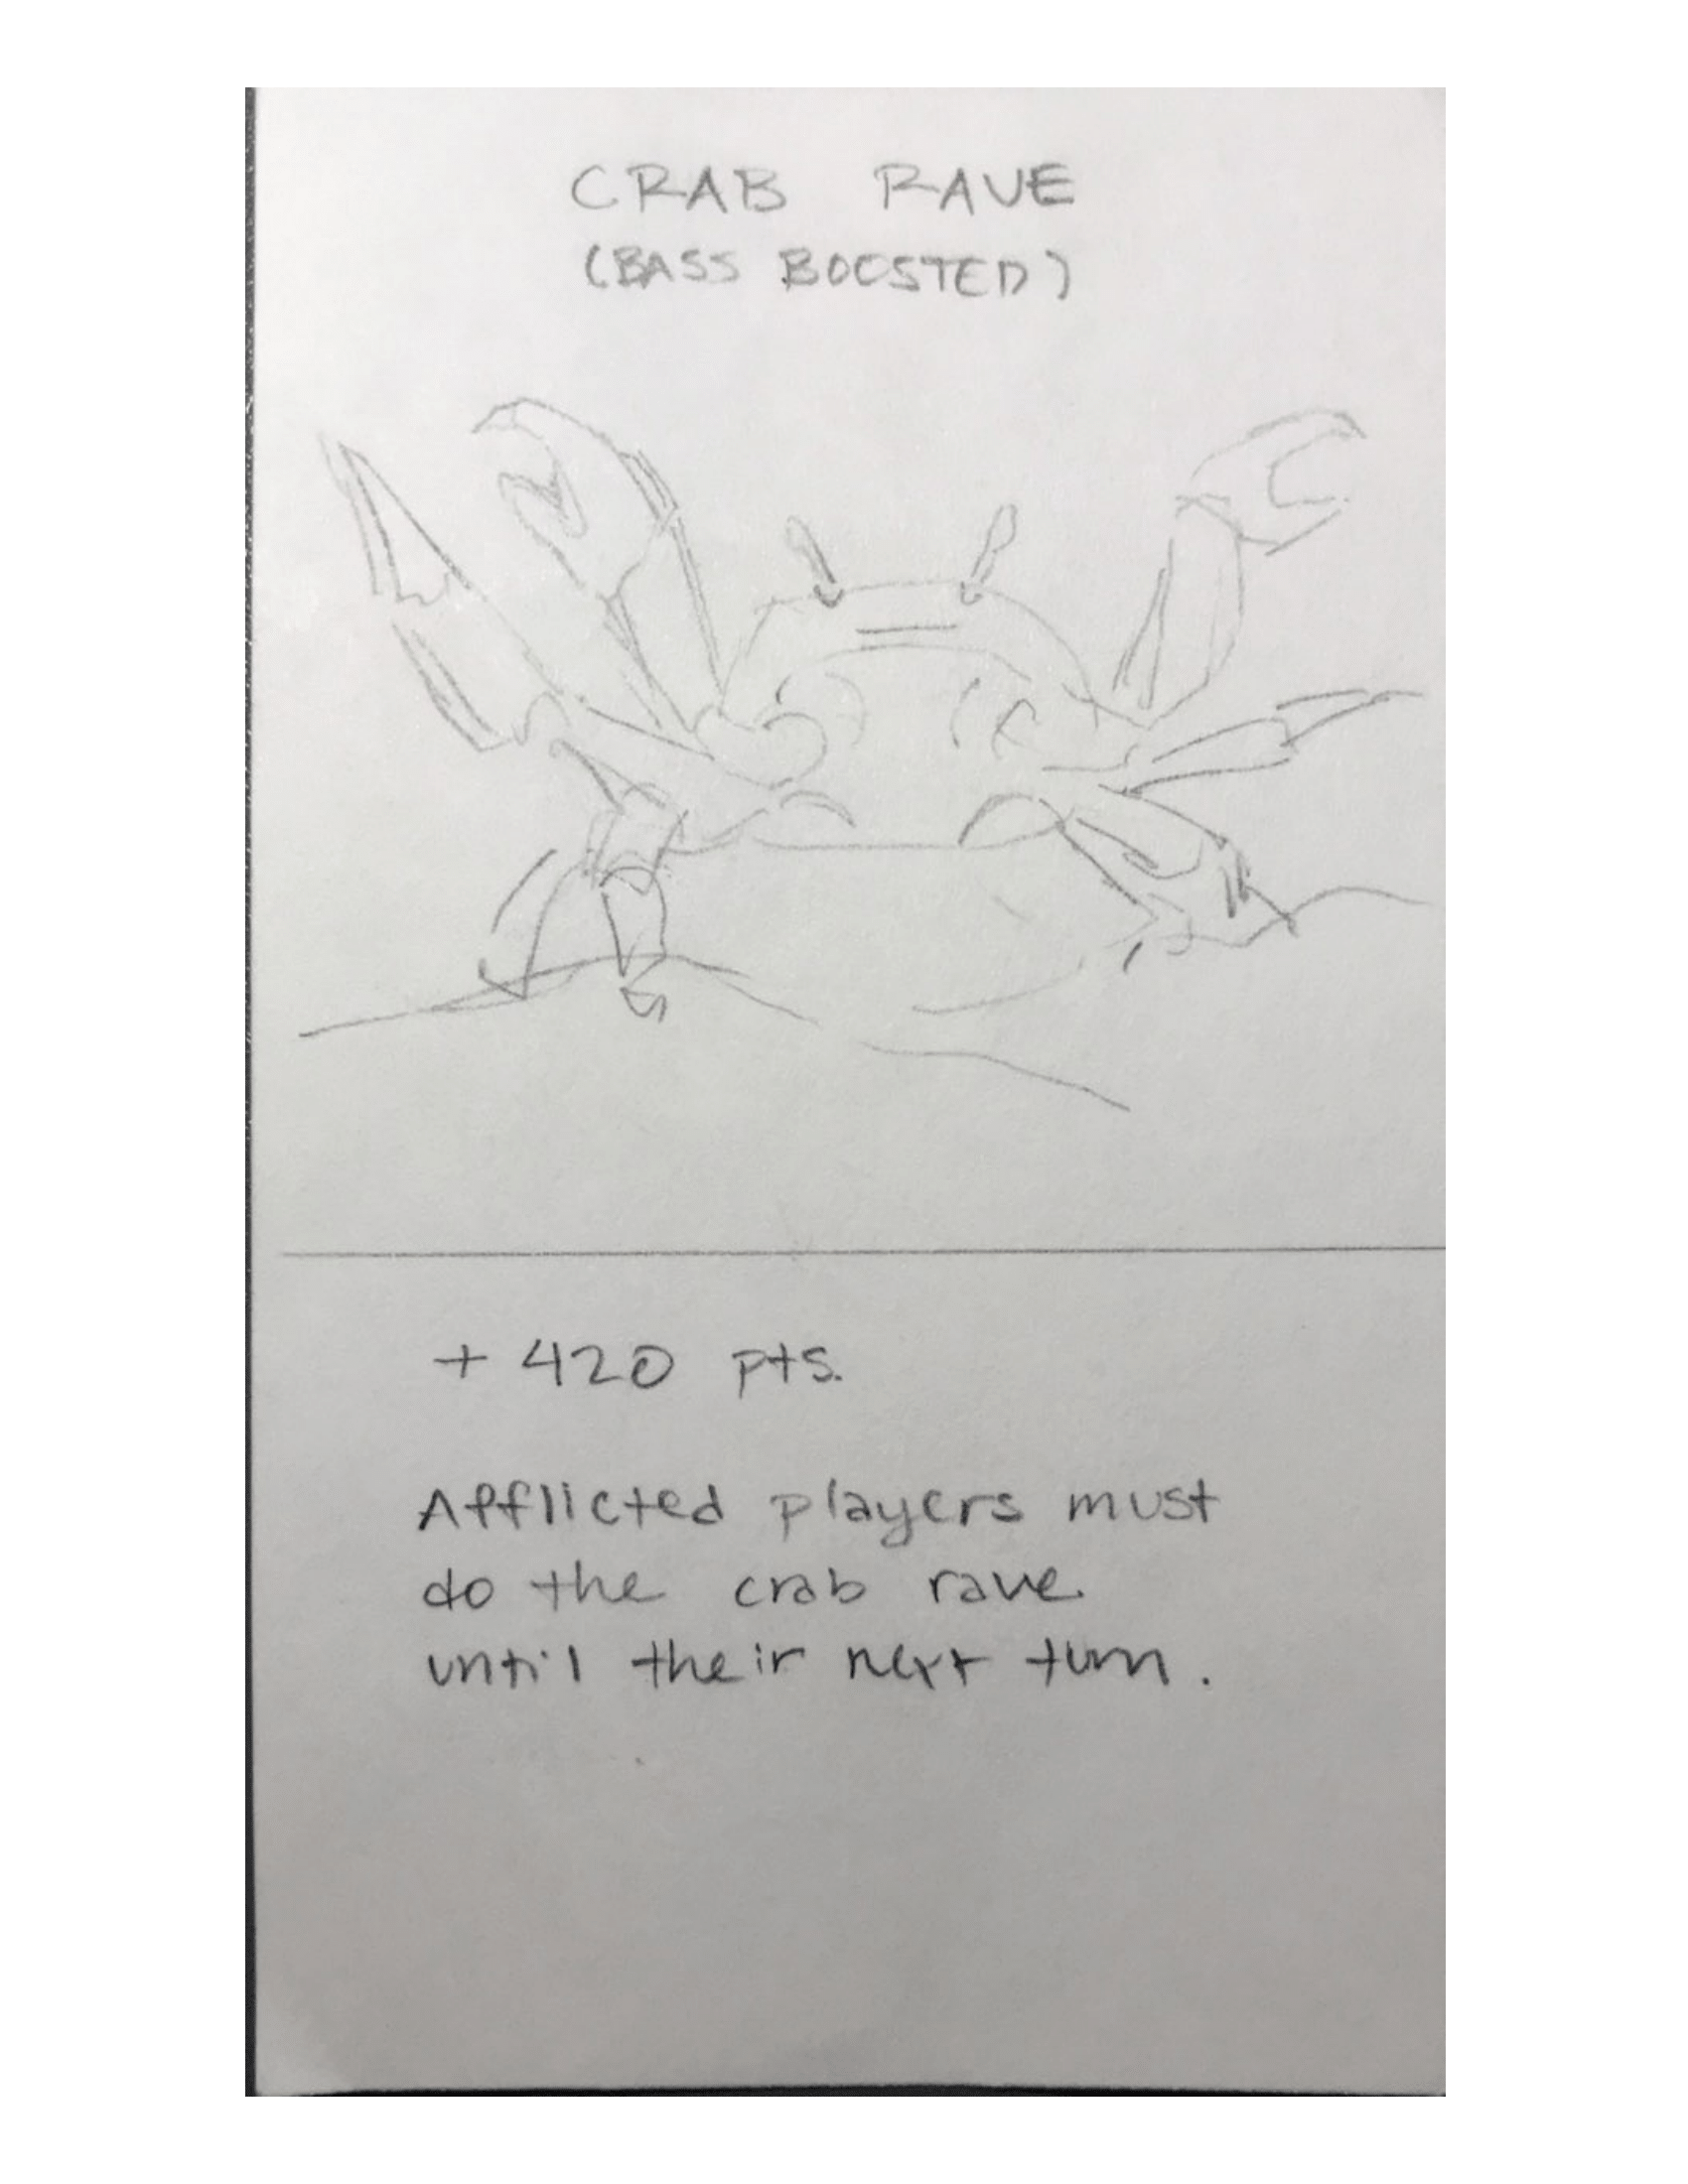 CRAB RAVE
(BASS BOOSTED)
+ 420 pts.
Afflicted players must
do the crab rave
until their next turn.